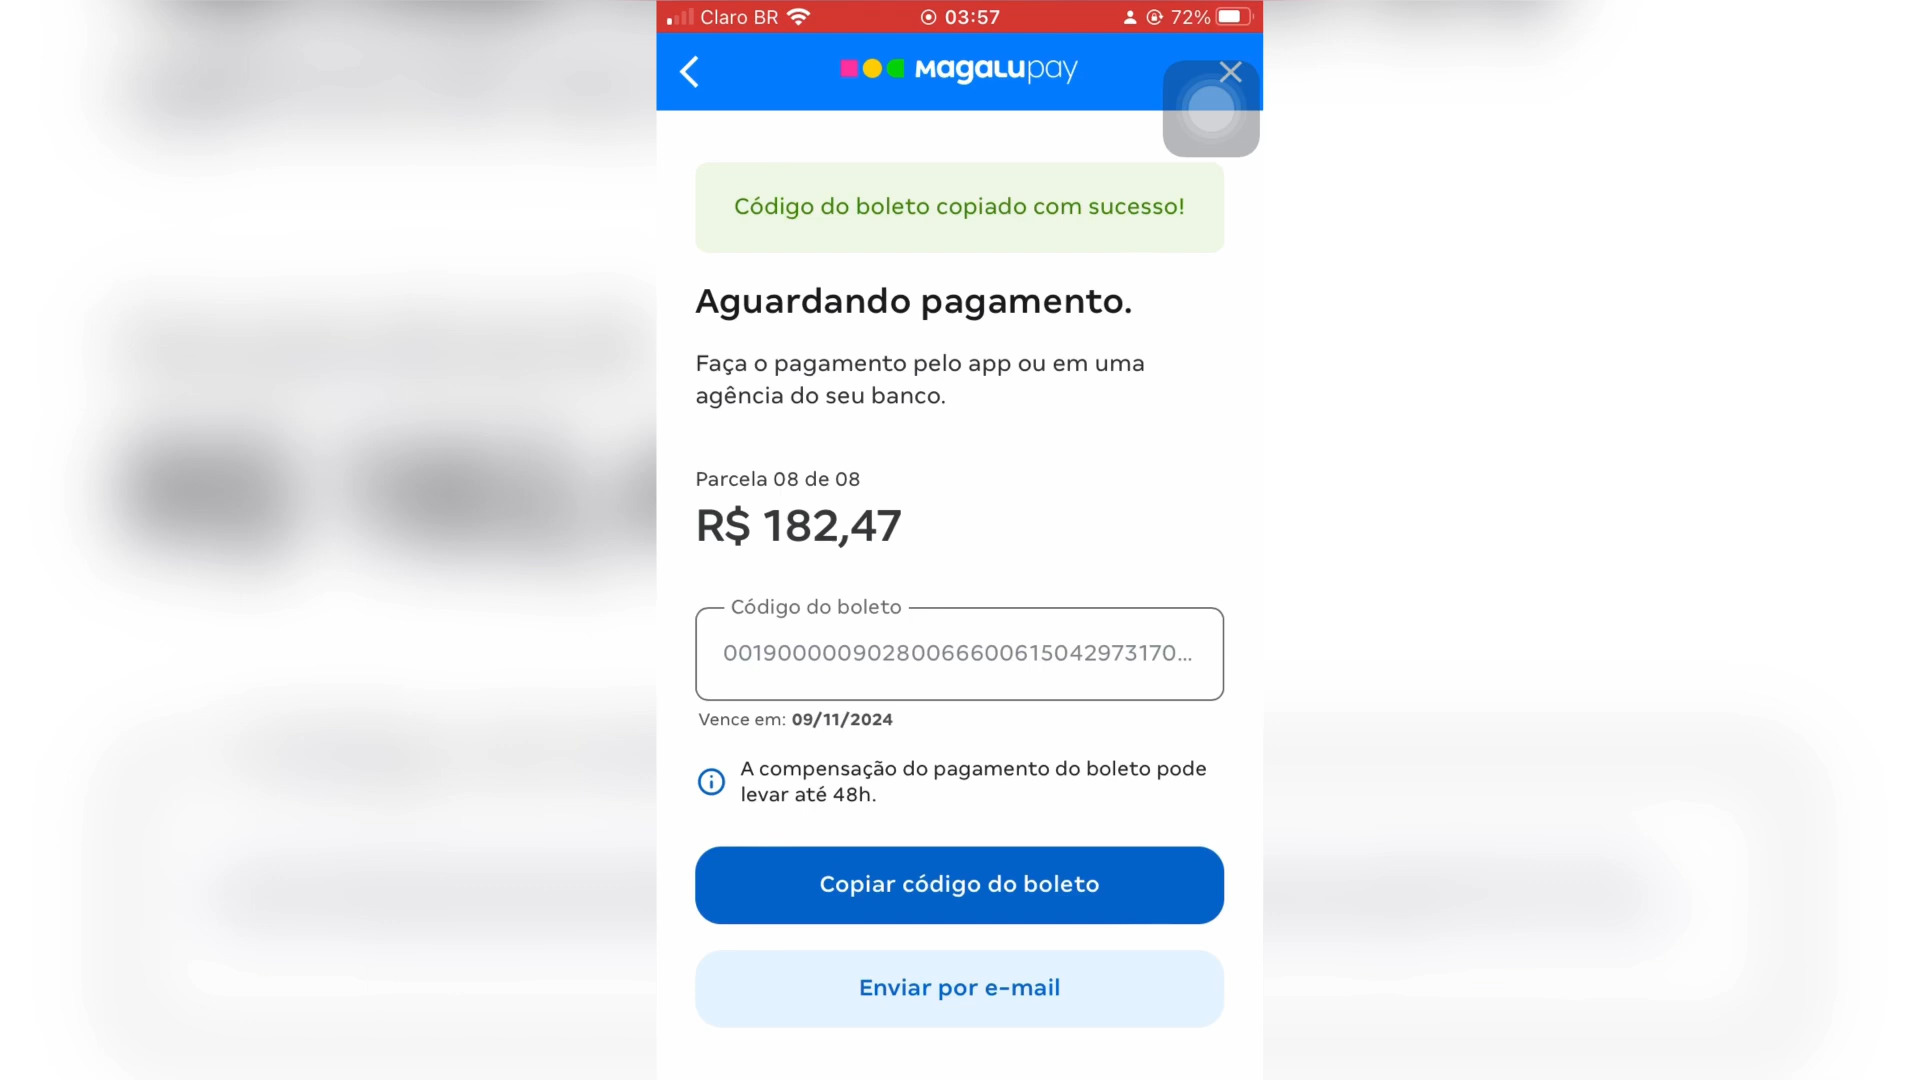 Claro BR 03:57 72%
magalupay
Código do boleto copiado com sucesso!
Aguardando pagamento.
Faça o pagamento pelo app ou em uma
agência do seu banco.
Parcela 08 de 08
R$ 182,47
Código do boleto
00190000090280066600615042973170...
Vence em: 09/11/2024
A compensação do pagamento do boleto pode
levar até 48h.
Copiar código do boleto
Enviar por e-mail